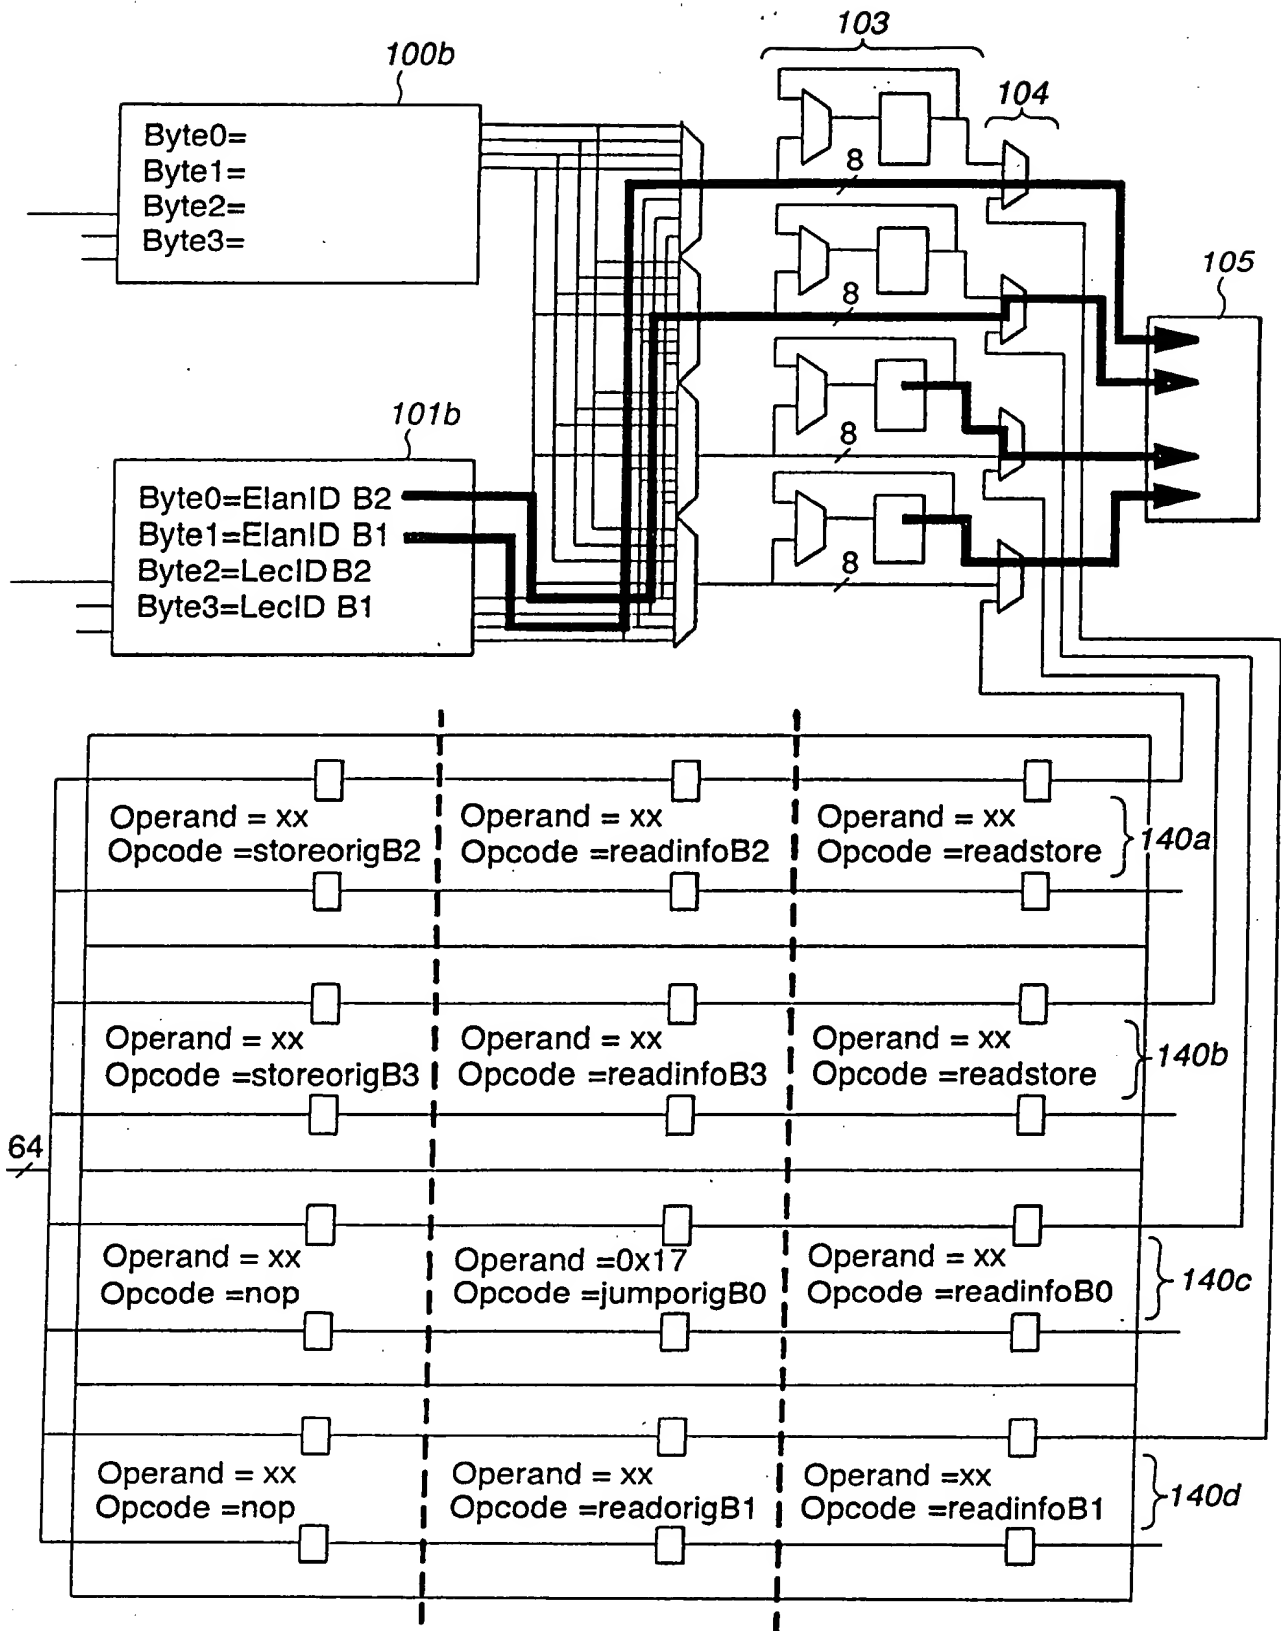 103
100b
104
Byte0=
Byte1=
Byte2=
Byte3=
8
105
8
101b
8
Byte0=ElanID B2
Byte1=ElanID B1
Byte2=LecID B2
Byte3=LecID B1
8
Operand = xx
Opcode =storeorigB2
Operand = xx
Opcode =readinfoB2
Operand = xx
Opcode =readstore
140a
Operand = xx
Opcode =storeorigB3
Operand = xx
Opcode =readinfoB3
Operand = xx
Opcode =readstore
140b
64
Operand = xx
Opcode =nop
Operand =0x17
Opcode =jumporigB0
Operand = xx
Opcode =readinfoB0
140c
Operand = xx
Opcode =nop
Operand = xx
Opcode =readorigB1
Operand =xx
Opcode =readinfoB1
140d